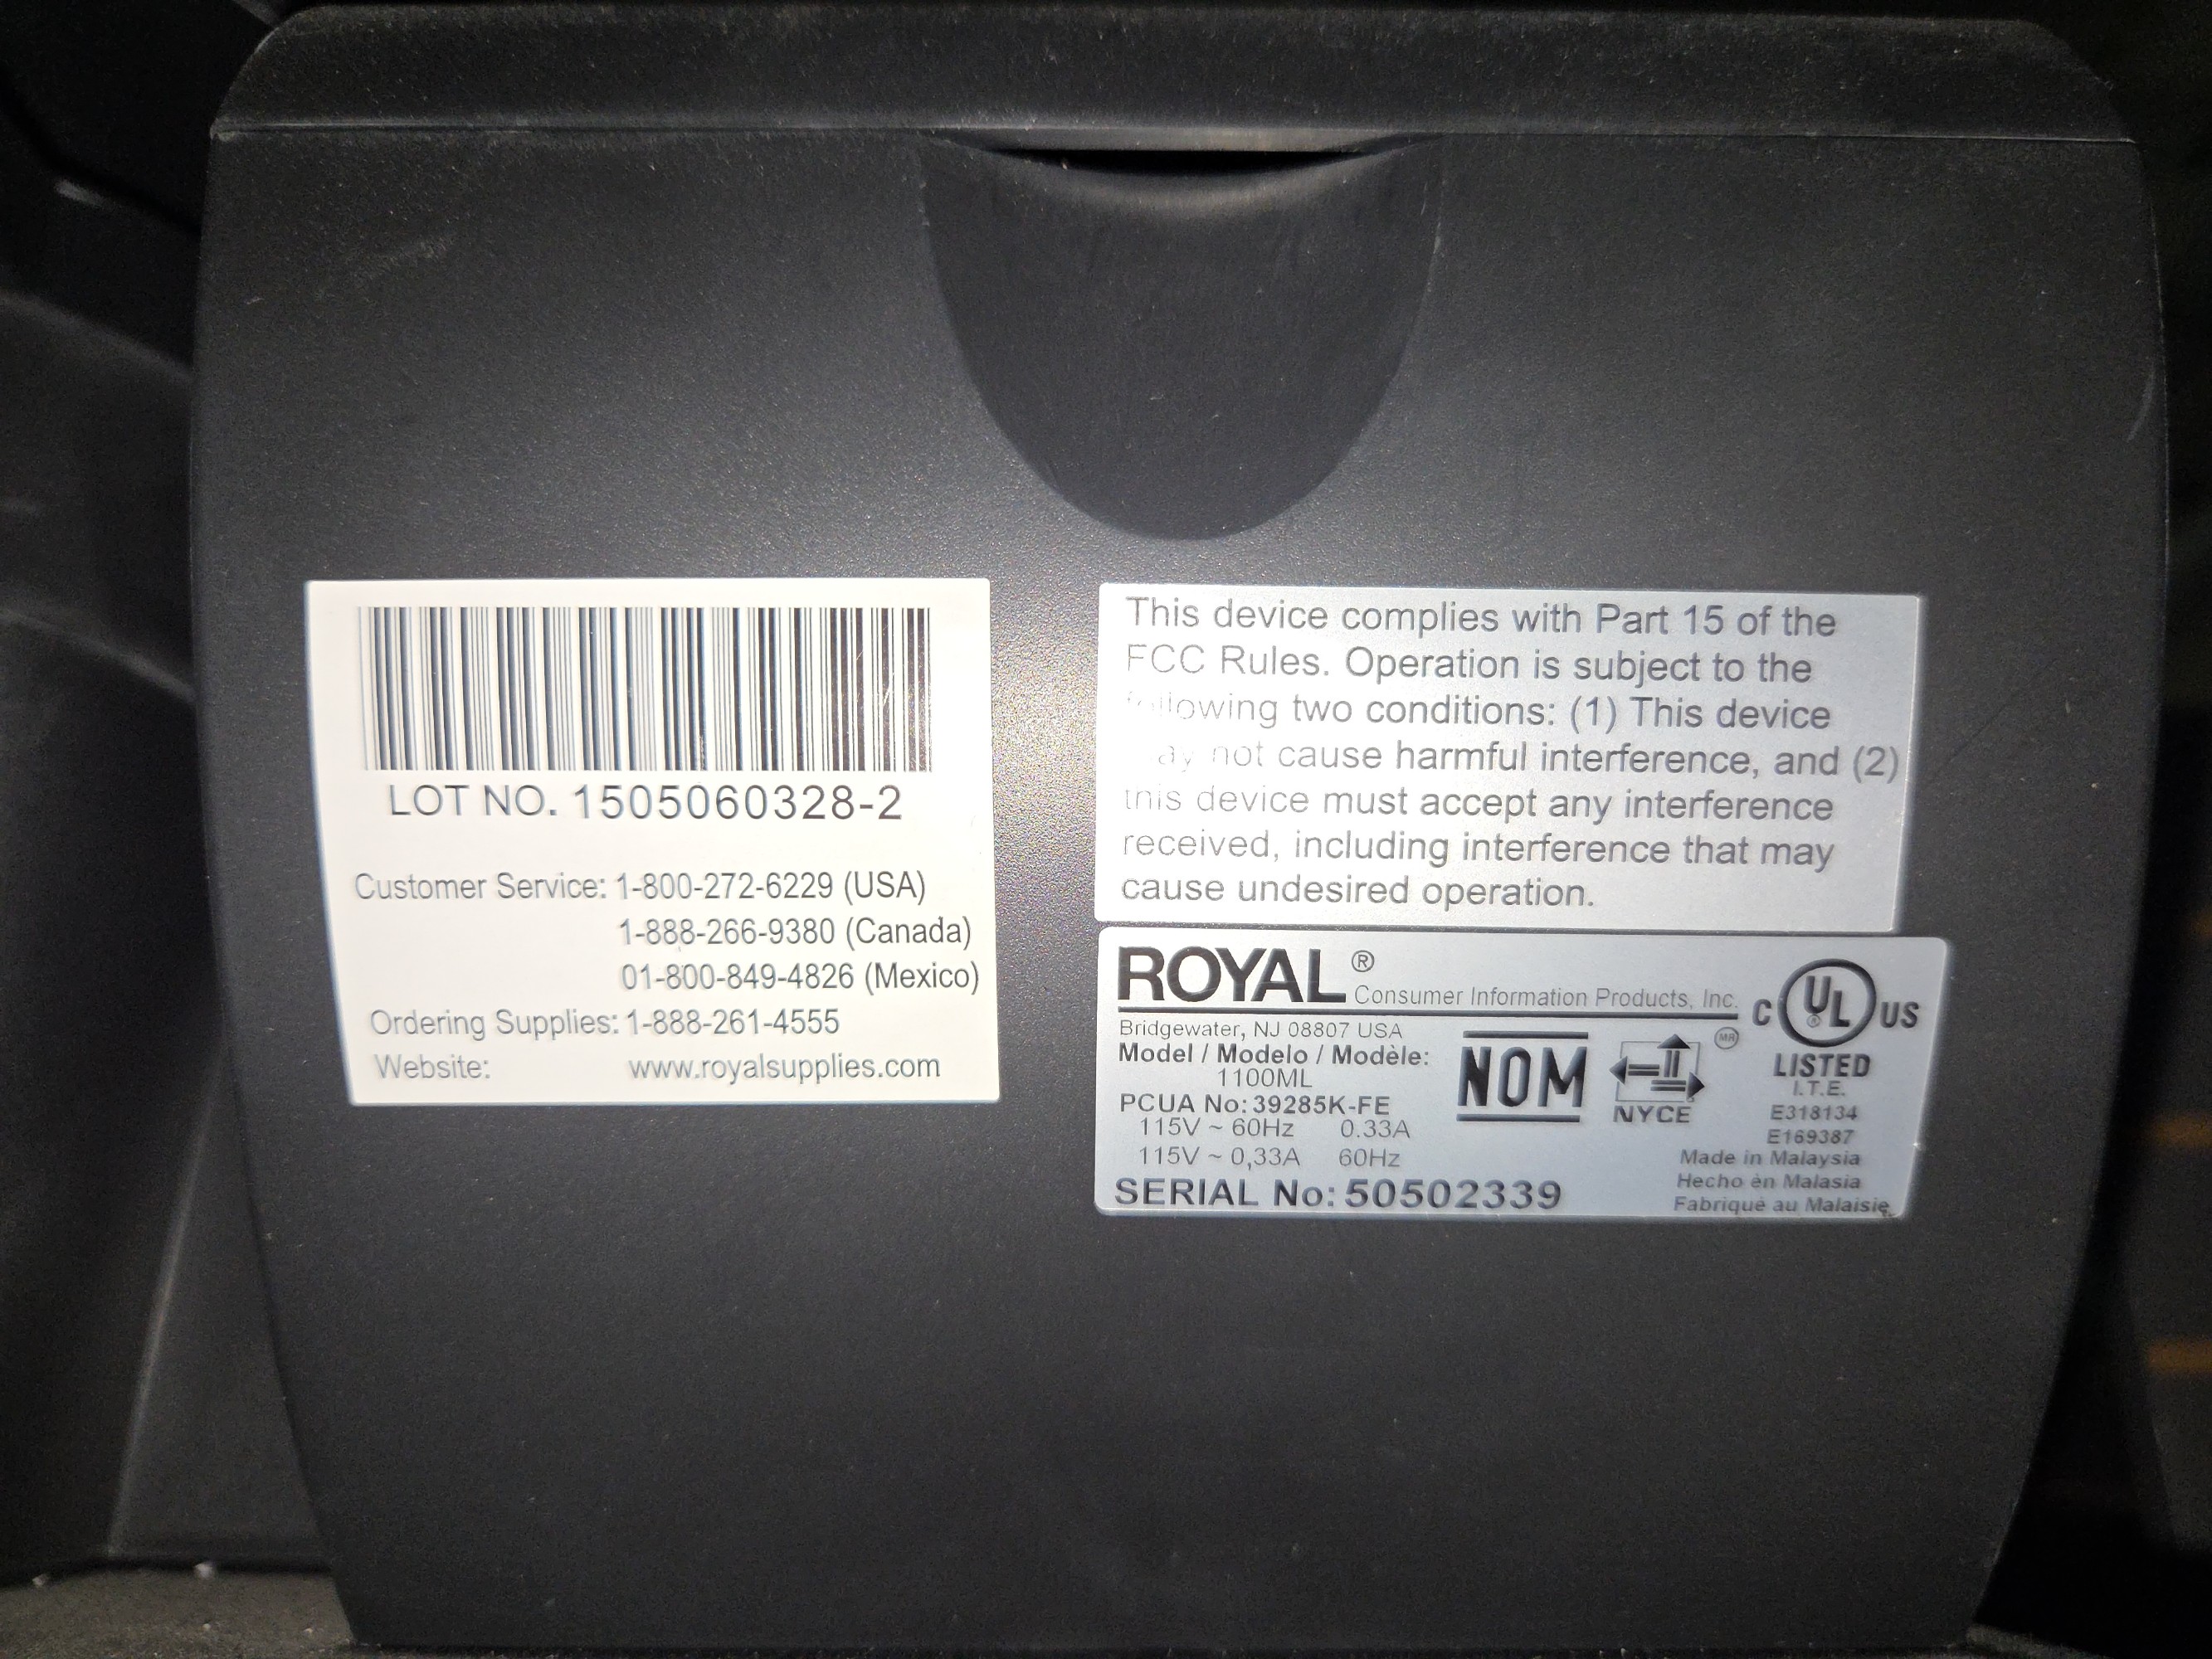 LOT NO. 1505060328-2
Customer Service: 1-800-272-6229 (USA)
1-888-266-9380 (Canada)
01-800-849-4826 (Mexico)
Ordering Supplies: 1-888-261-4555
Website: www.royalsupplies.com
This device complies with Part 15 of the
FCC Rules. Operation is subject to the
following two conditions: (1) This device
may not cause harmful interference, and (2)
this device must accept any interference
received, including interference that may
cause undesired operation.
ROYAL ® Consumer Information Products, Inc.
Bridgewater, NJ 08807 USA
Model / Modelo / Modèle:
1100ML
PCUA No: 39285K-FE
115V ~ 60Hz 0.33A
115V ~ 0,33A 60Hz
SERIAL No: 50502339
NOM
NYCE
MR
C UL ® US
LISTED
I.T.E.
E318134
E169387
Made in Malaysia
Hecho en Malasia
Fabriqué au Malaisie